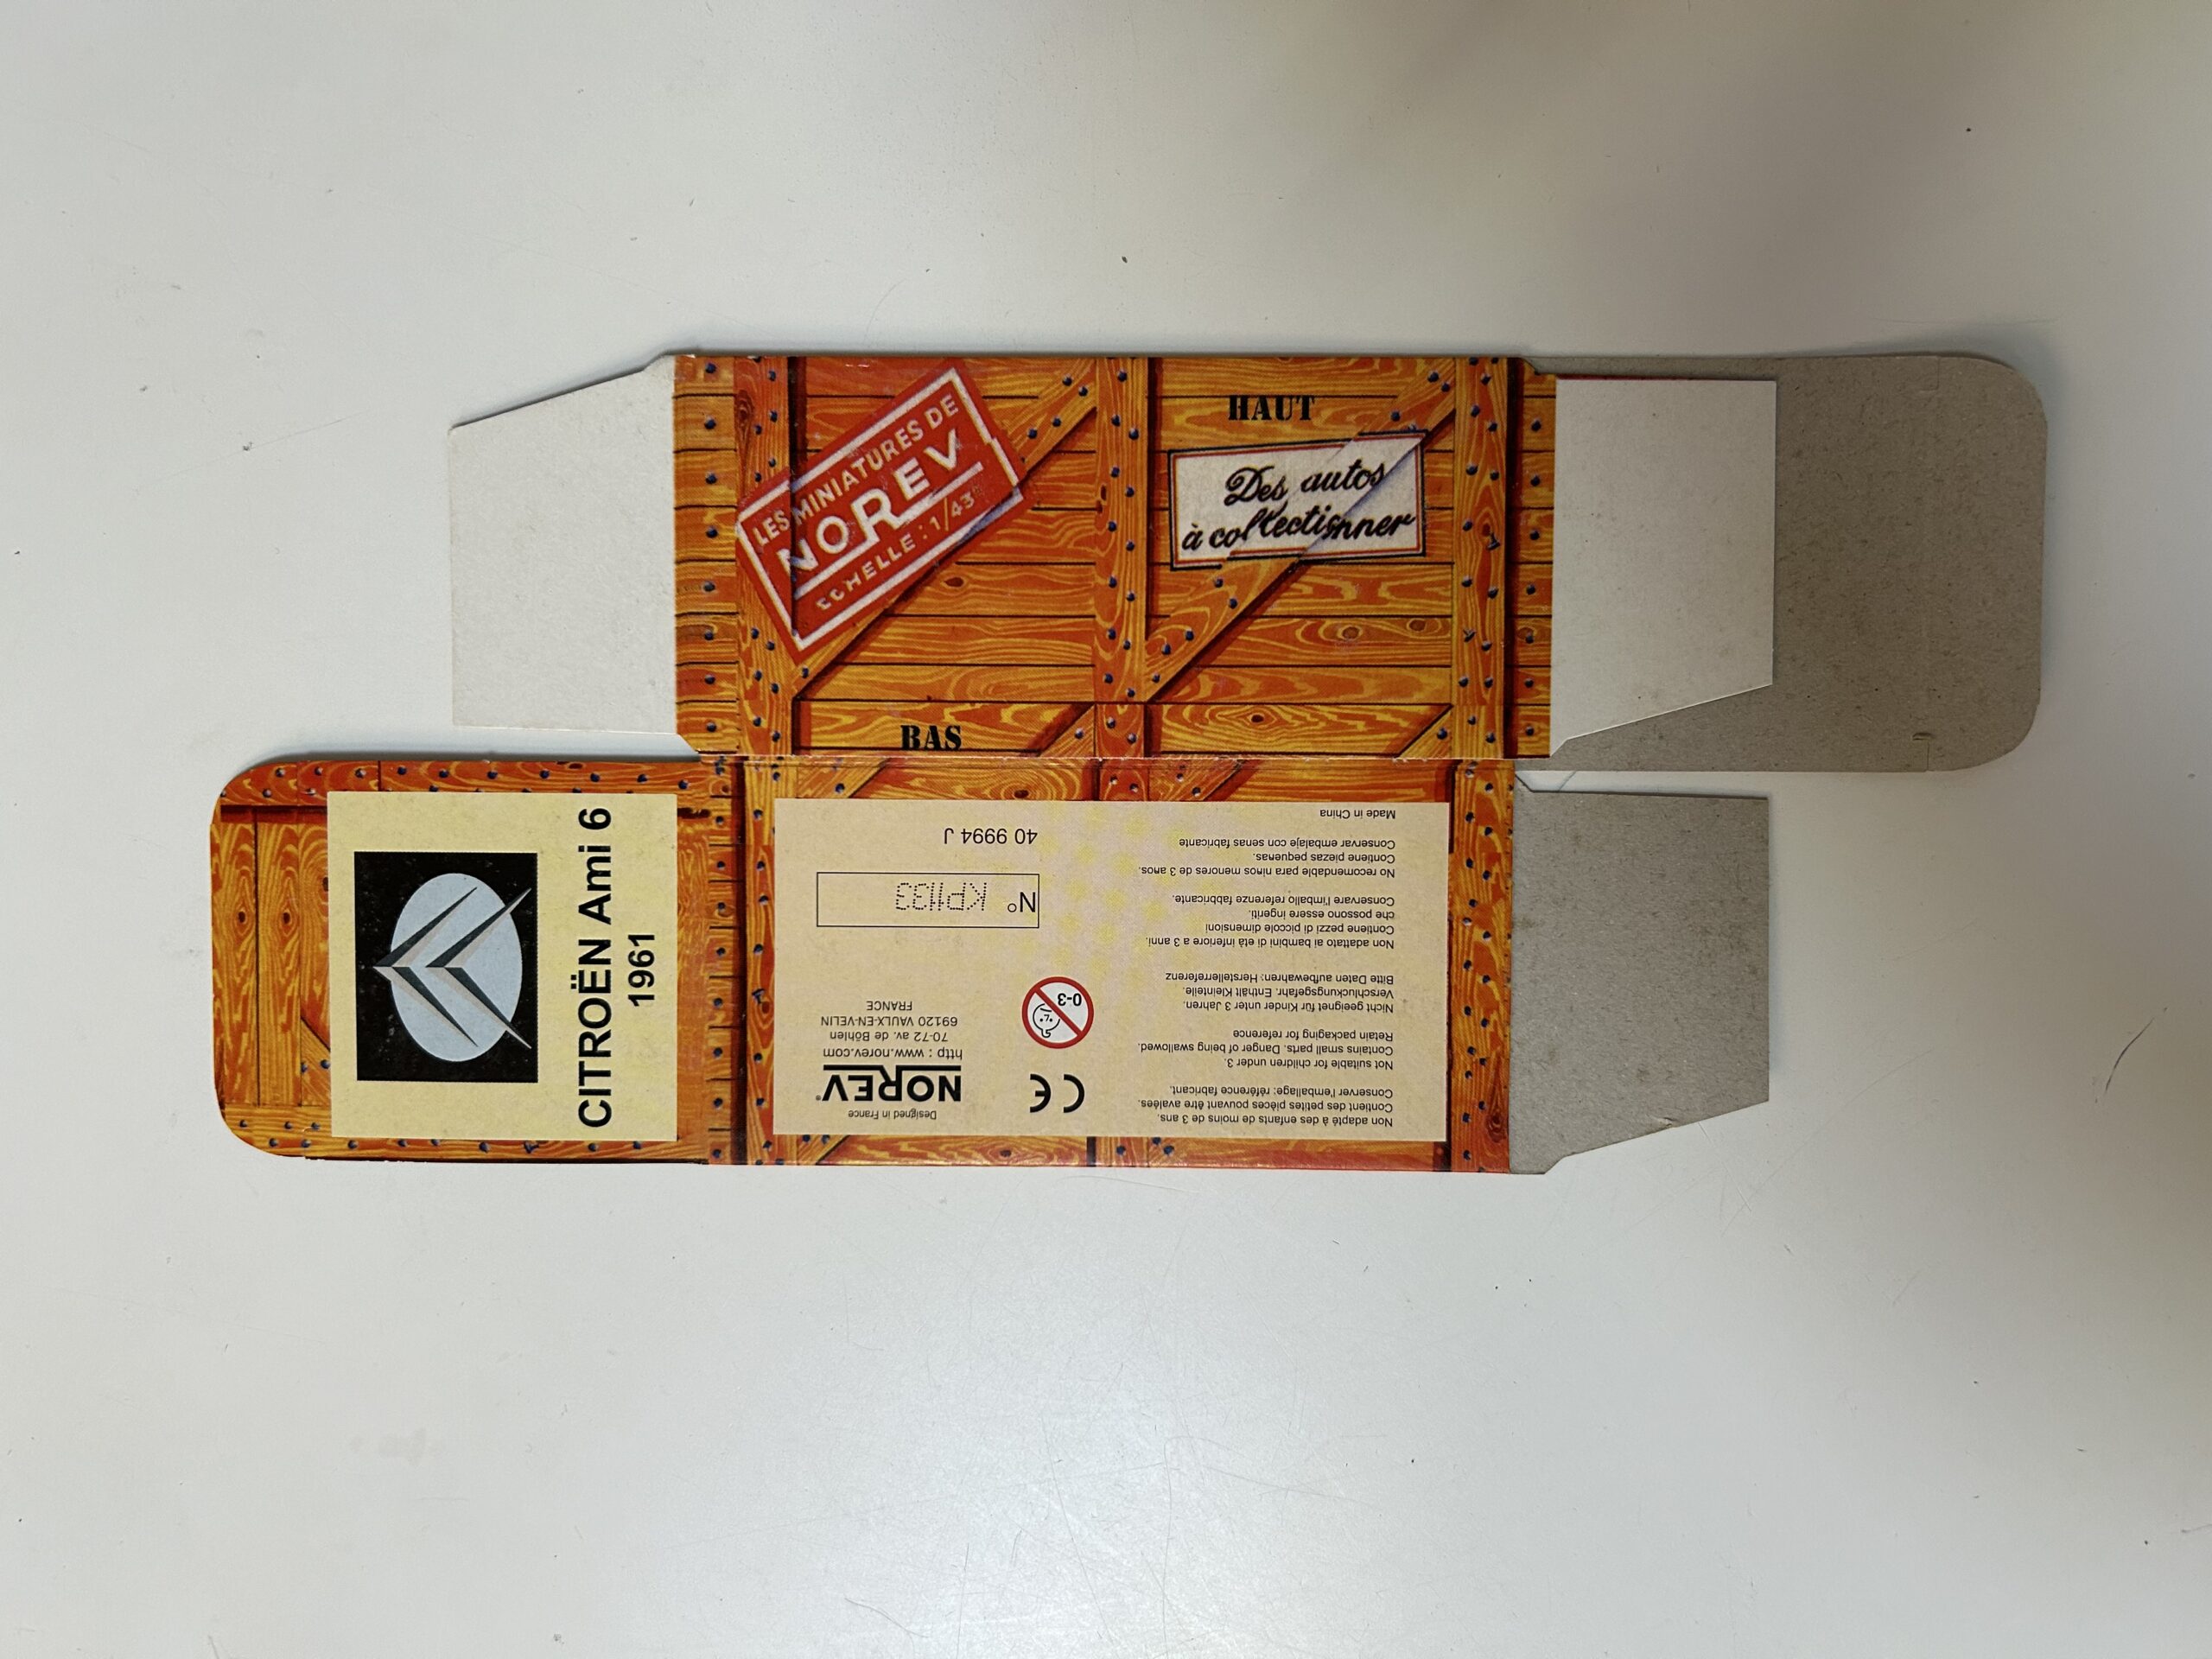 LES MINIATURES DE
NOREV
ECHELLE : 1/43e
HAUT
Des autos
à collectionner
BAS
CITROËN Ami 6
1961
Non adapté à des enfants de moins de 3 ans.
Contient des petites pièces pouvant être avalées.
Conserver l'emballage: référence fabricant.
Not suitable for children under 3.
Contains small parts. Danger of being swallowed.
Retain packaging for reference
Nicht geeignet für Kinder unter 3 Jahren.
Verschluckungsgefahr. Enthält Kleinteile.
Bitte Daten aufbewahren: Herstellerreferenz
Non adattato ai bambini di età inferiore a 3 anni.
Contiene pezzi di piccole dimensioni
che possono essere ingeriti.
Conservare l'imballo referenze fabbricante.
No recomendable para ninos menores de 3 anos.
Contiene piezas pequenas.
Conservar embalaje con senas fabricante
Made in China
CE
0-3
Designed in France
NOREV®
http : www.norev.com
70-72 av. de Böhlen
69120 VAULX-EN-VELIN
FRANCE
N° KP1133
40 9994 J